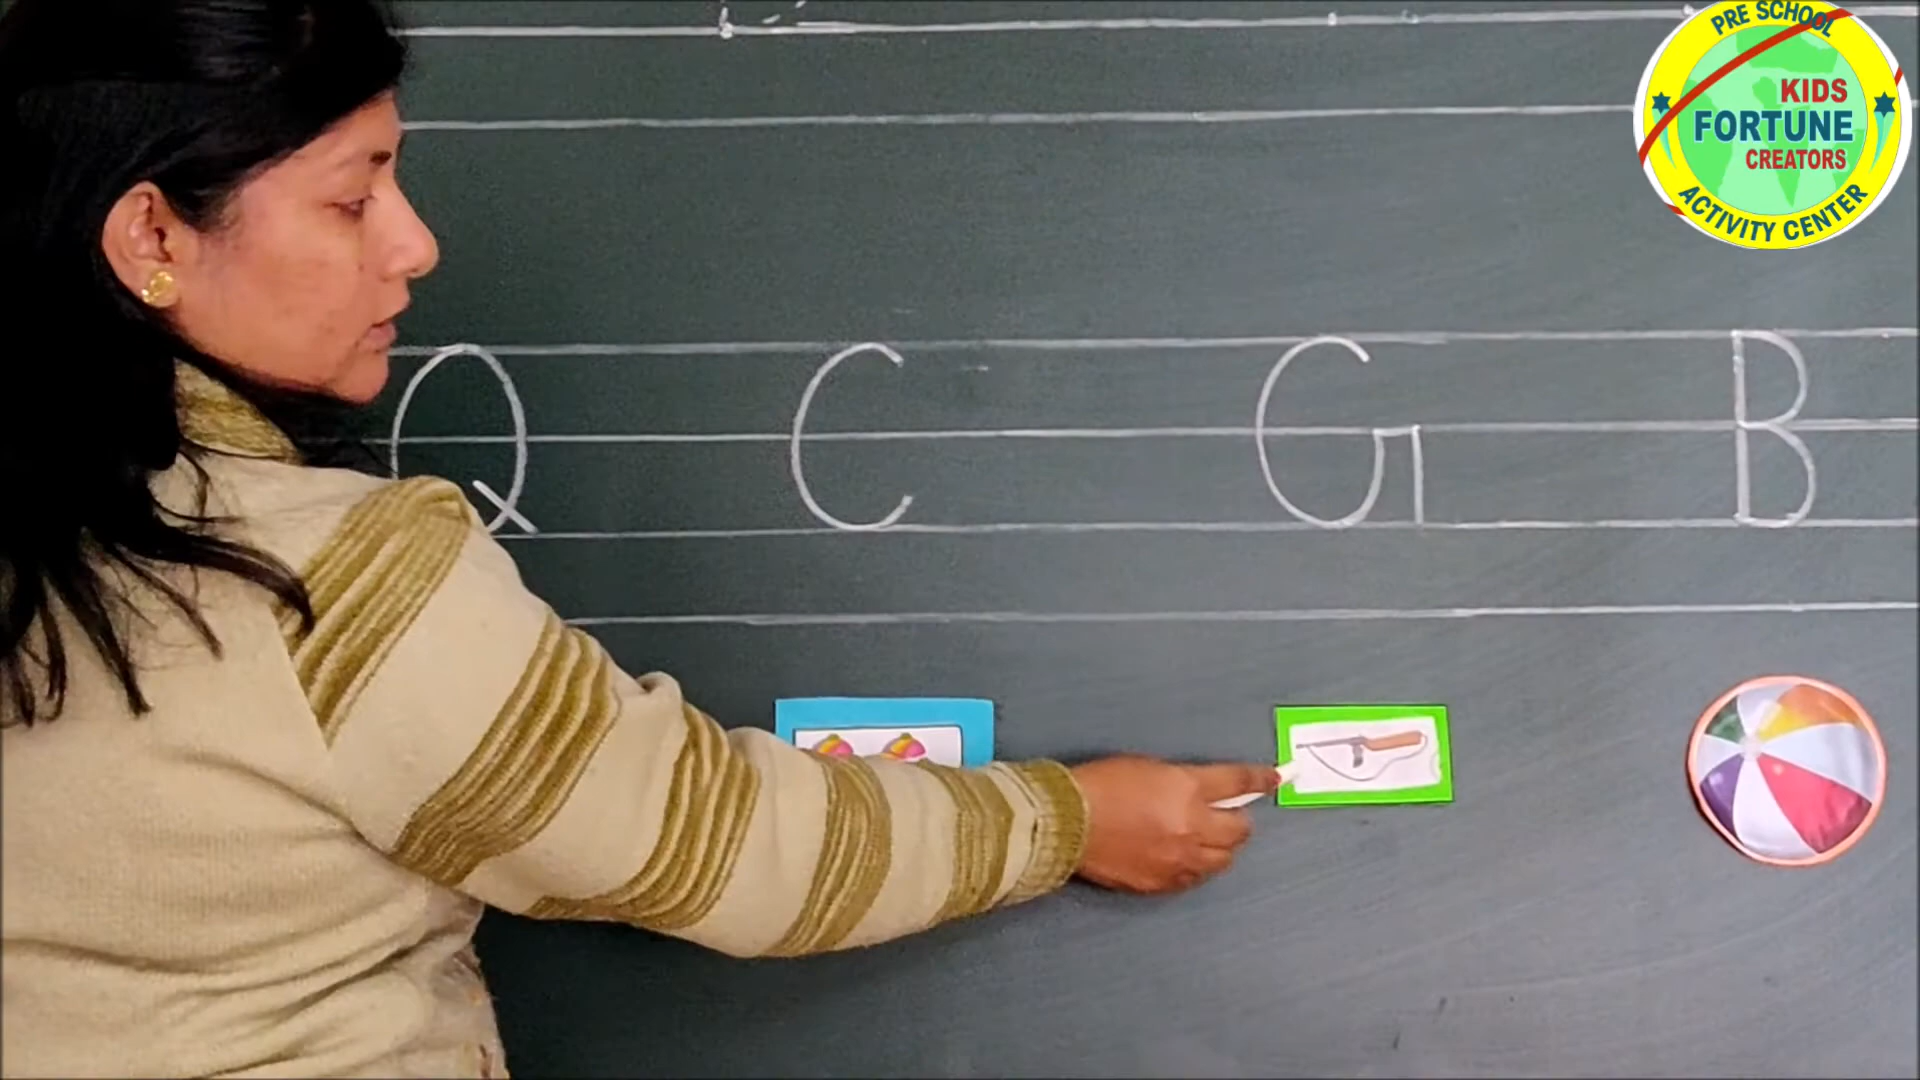 PRE SCHOOL
KIDS
FORTUNE
CREATORS
ACTIVITY CENTER
Q C G B